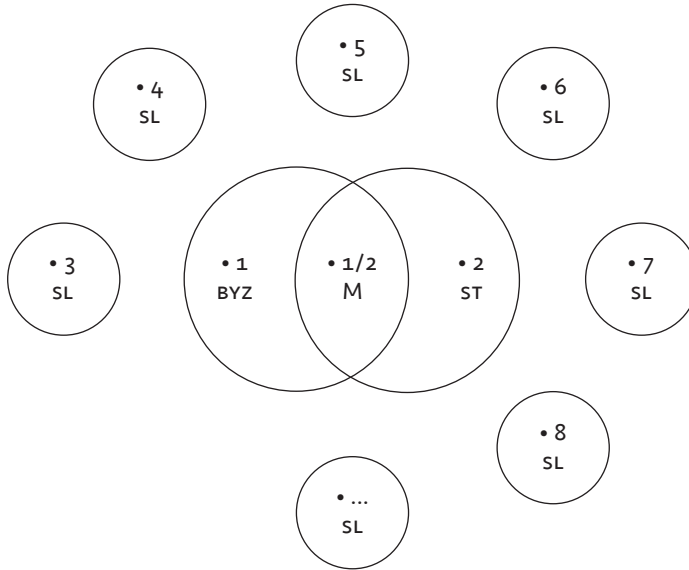 • 5
SL
• 4
SL
• 6
SL
• 1
BYZ
• 1/2
M
• 2
ST
• 3
SL
• 7
SL
• 8
SL
• ...
SL